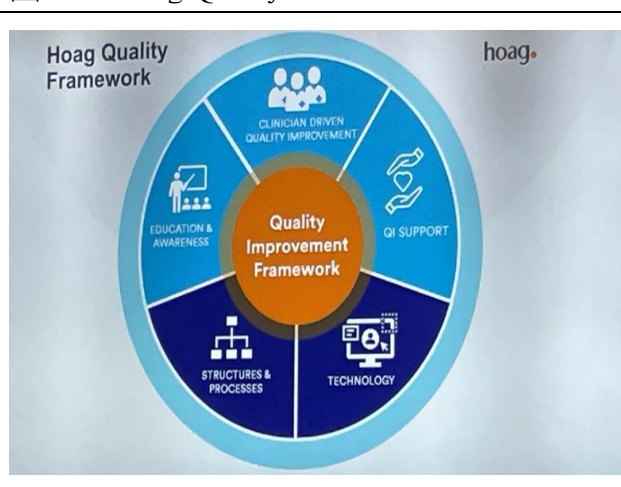 Hoag Quality
Framework
hoag.
CLINICIAN DRIVEN
QUALITY IMPROVEMENT
EDUCATION &
AWARENESS
Quality
Improvement
Framework
QI SUPPORT
STRUCTURES &
PROCESSES
TECHNOLOGY